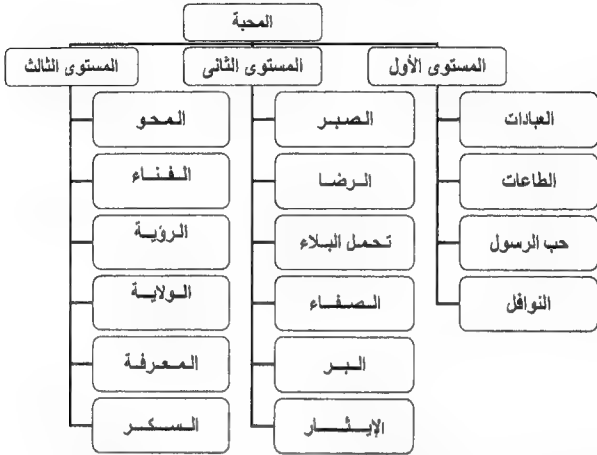 المحبة
المستوى الأول
المستوى الثانى
المستوى الثالث
العبادات
الطاعات
حب الرسول
النوافل
الصبر
الرضا
تحمل البلاء
الصفاء
البر
الإيثار
المحو
الفناء
الرؤية
الولاية
المعرفة
السكر